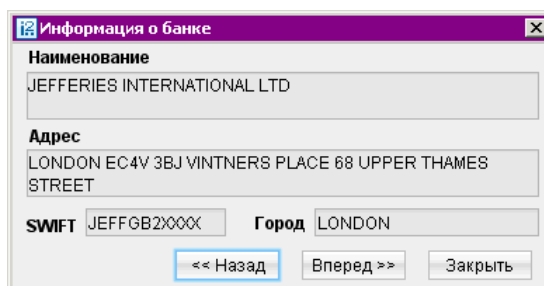 Информация о банке
Наименование
JEFFERIES INTERNATIONAL LTD
Адрес
LONDON EC4V 3BJ VINTNERS PLACE 68 UPPER THAMES
STREET
SWIFT JEFFGB2XXXX Город LONDON
<< Назад Вперед >> Закрыть